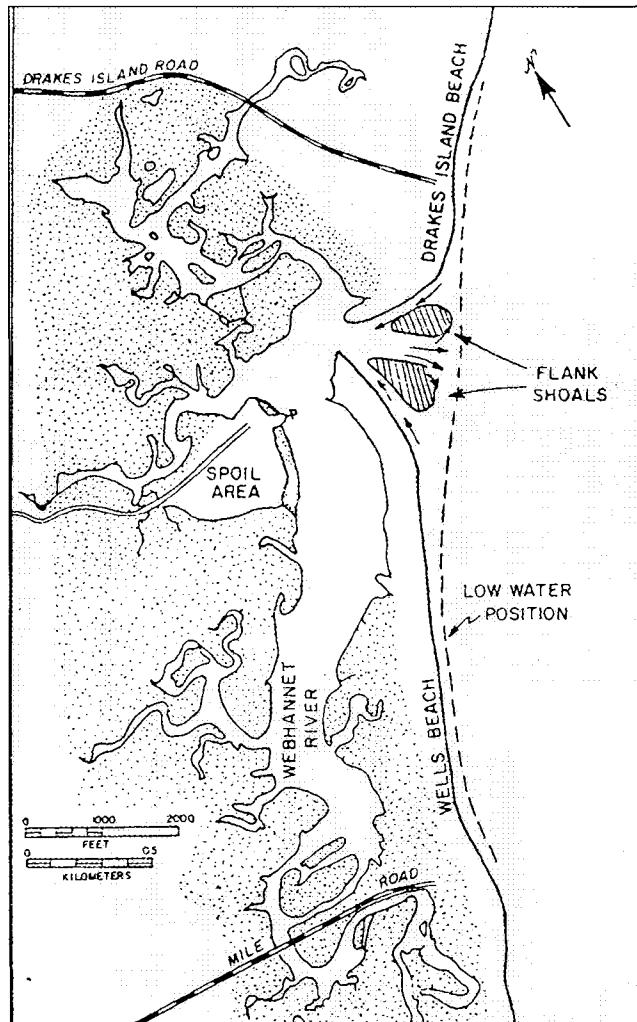 DRAKES ISLAND ROAD
DRAKES ISLAND BEACH
N
FLANK
SHOALS
SPOIL
AREA
LOW WATER
POSITION
WEBHANNET
RIVER
WELLS BEACH
0 1000 2000
FEET
0 0.5
KILOMETERS
MILE ROAD